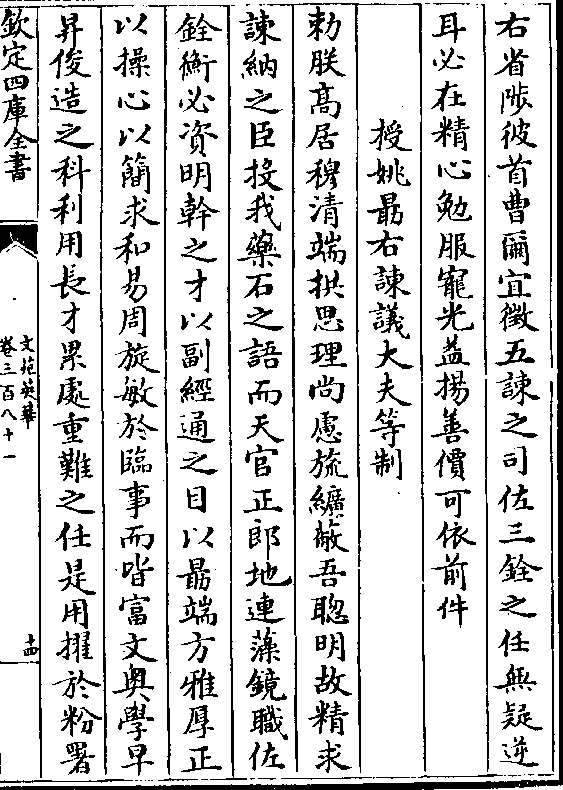 右省陟彼首曹爾宜徵五諫之司佐三銓之任無疑逆
耳必在精心勉服寵光益揚善價可依前件
授姚勗右諫議大夫等制
勅朕髙居穆清端拱思理尚慮旒纊蔽吾聰明故精求
諫納之臣投我藥石之語而天官正郎地連藻鏡職佐
銓衡必資明幹之才以副經通之目以勗端方雅厚正
以操心以簡求和易周旋敏於臨事而皆富文奥學早
昇俊造之科利用長才累處重難之任是用擢於粉署
欽定四庫全書
文苑英華
卷三百八十一
十四